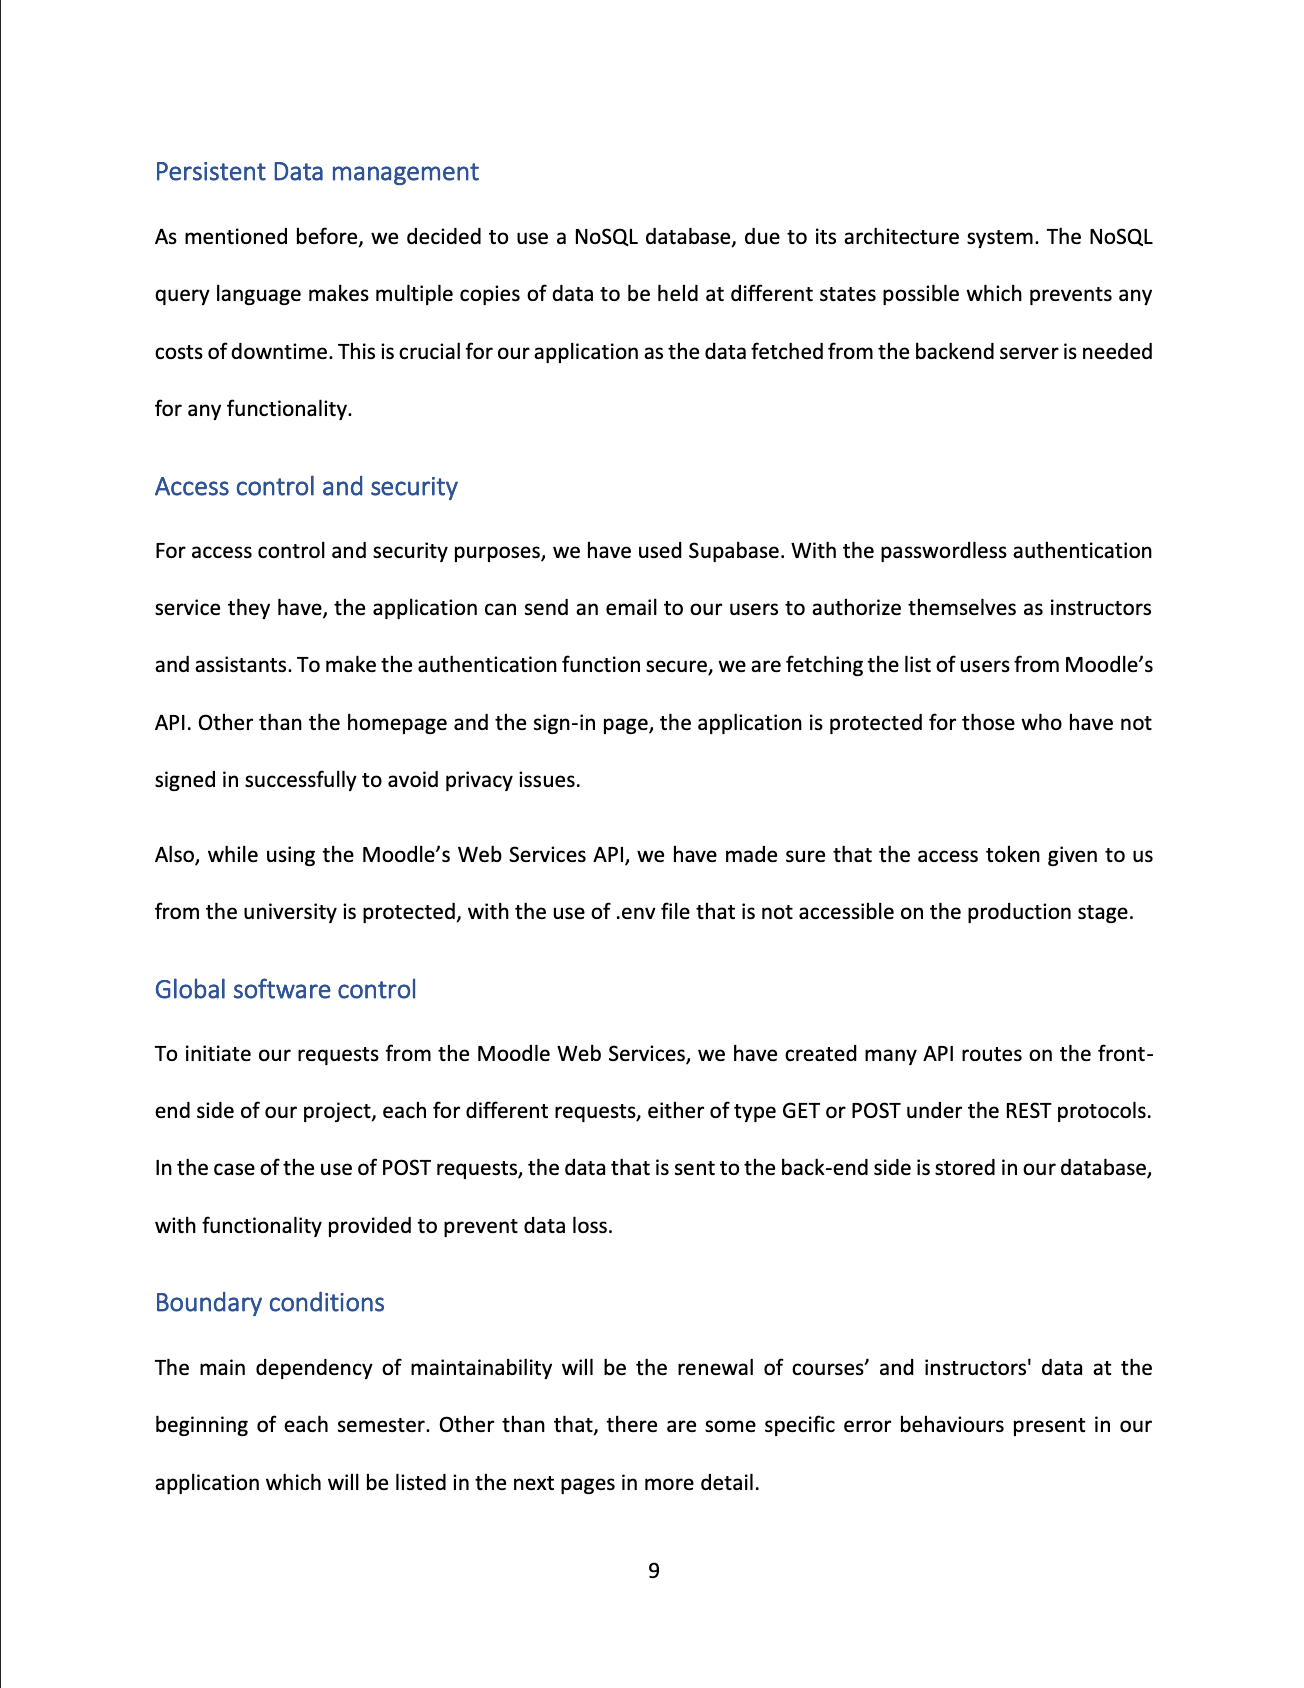 Persistent Data management
As mentioned before, we decided to use a NoSQL database, due to its architecture system. The NoSQL
query language makes multiple copies of data to be held at different states possible which prevents any
costs of downtime. This is crucial for our application as the data fetched from the backend server is needed
for any functionality.
Access control and security
For access control and security purposes, we have used Supabase. With the passwordless authentication
service they have, the application can send an email to our users to authorize themselves as instructors
and assistants. To make the authentication function secure, we are fetching the list of users from Moodle’s
API. Other than the homepage and the sign-in page, the application is protected for those who have not
signed in successfully to avoid privacy issues.
Also, while using the Moodle’s Web Services API, we have made sure that the access token given to us
from the university is protected, with the use of .env file that is not accessible on the production stage.
Global software control
To initiate our requests from the Moodle Web Services, we have created many API routes on the front-
end side of our project, each for different requests, either of type GET or POST under the REST protocols.
In the case of the use of POST requests, the data that is sent to the back-end side is stored in our database,
with functionality provided to prevent data loss.
Boundary conditions
The main dependency of maintainability will be the renewal of courses’ and instructors' data at the
beginning of each semester. Other than that, there are some specific error behaviours present in our
application which will be listed in the next pages in more detail.
9